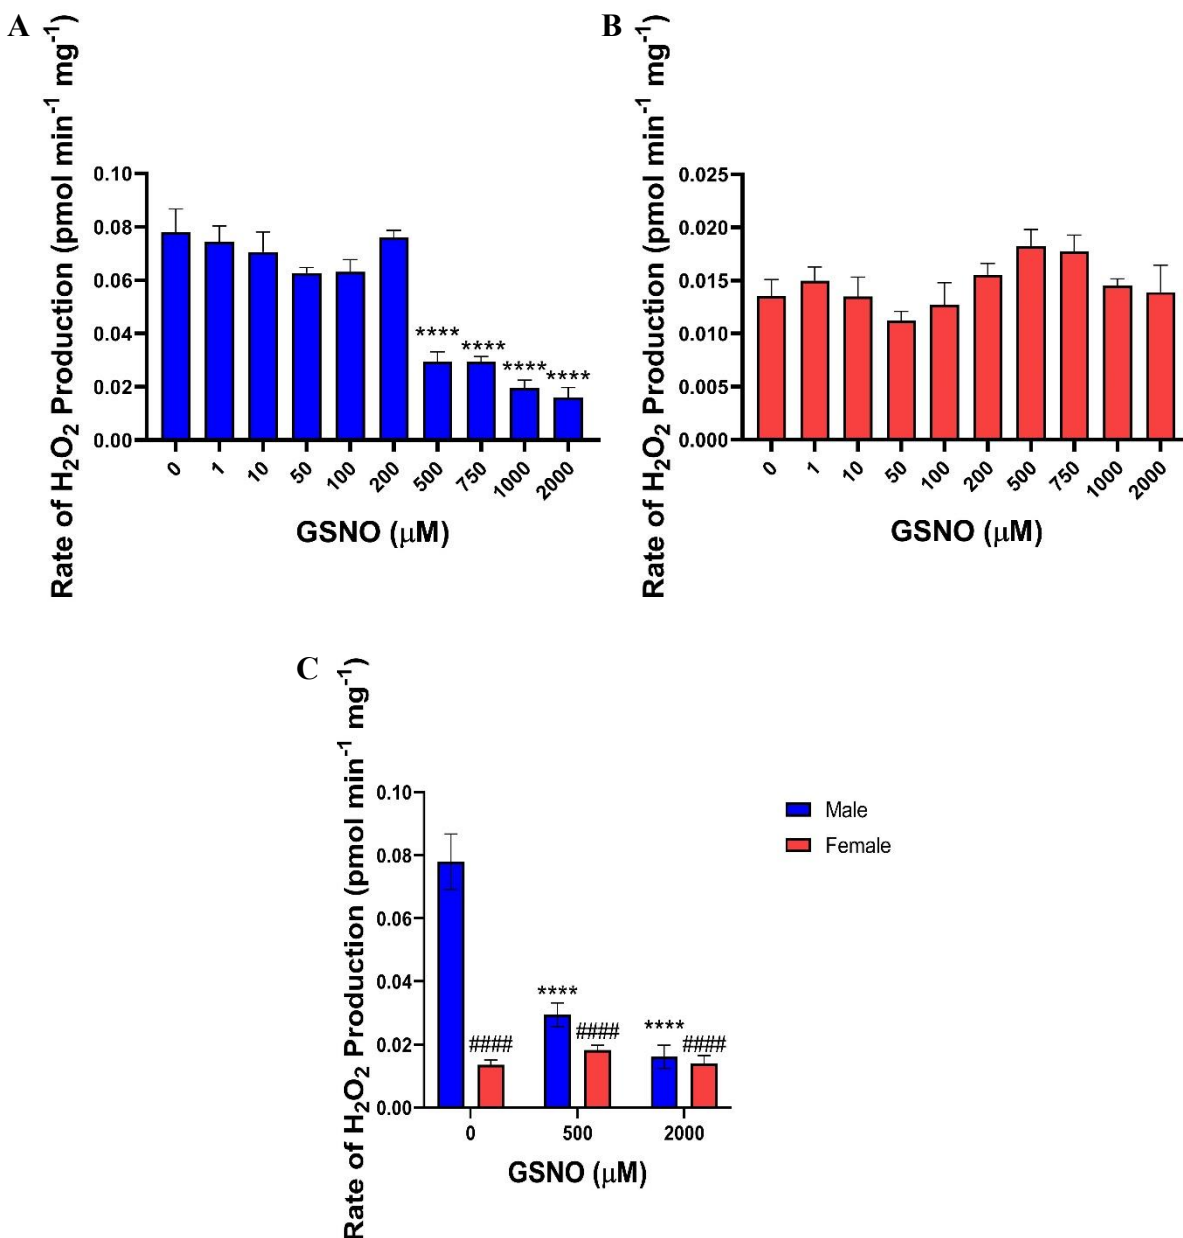 A
Rate of H₂O₂ Production (pmol min⁻¹ mg⁻¹)
0.10
0.08
0.06
0.04
0.02
0.00
**** **** **** ****
0 1 10 50 100 200 500 750 1000 2000
GSNO (μM)
B
Rate of H₂O₂ Production (pmol min⁻¹ mg⁻¹)
0.025
0.020
0.015
0.010
0.005
0.000
0 1 10 50 100 200 500 750 1000 2000
GSNO (μM)
C
Rate of H₂O₂ Production (pmol min⁻¹ mg⁻¹)
0.10
0.08
0.06
0.04
0.02
0.00
#### **** #### **** ####
0 500 2000
GSNO (μM)
Male
Female